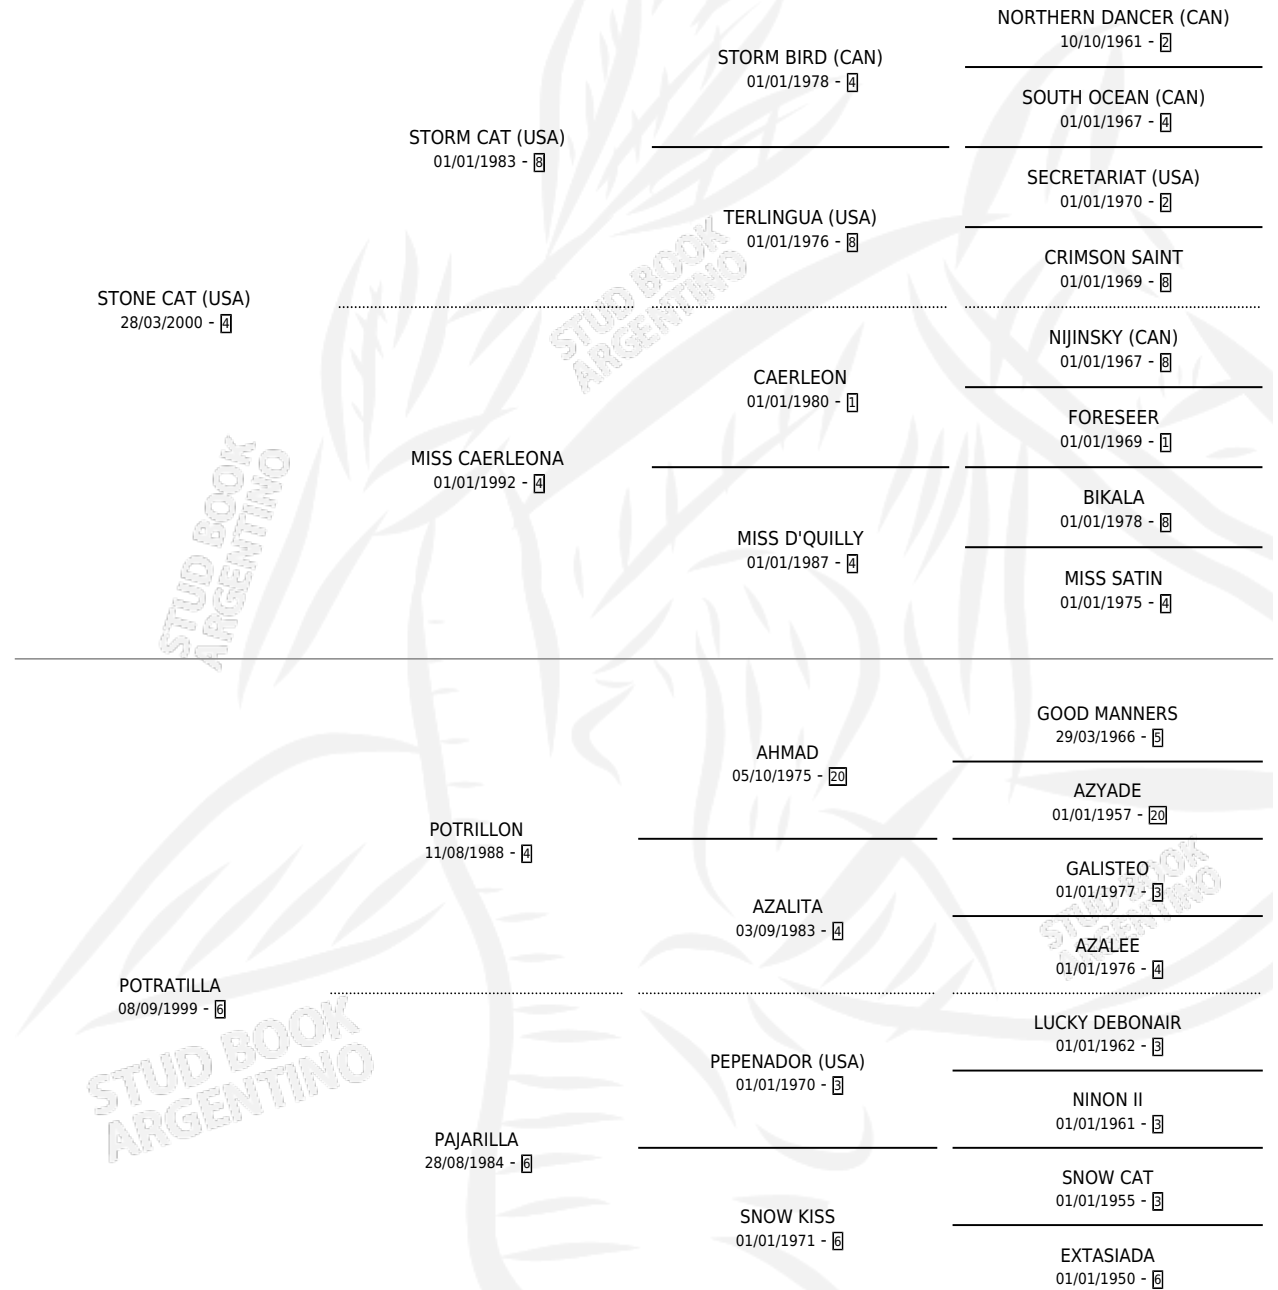 NORTHERN DANCER (CAN)
10/10/1961 - 2
STORM BIRD (CAN)
01/01/1978 - 4
SOUTH OCEAN (CAN)
01/01/1967 - 4
STORM CAT (USA)
01/01/1983 - 8
SECRETARIAT (USA)
01/01/1970 - 2
TERLINGUA (USA)
01/01/1976 - 8
CRIMSON SAINT
01/01/1969 - 8
STONE CAT (USA)
28/03/2000 - 4
NIJINSKY (CAN)
01/01/1967 - 8
CAERLEON
01/01/1980 - 1
FORESEER
01/01/1969 - 1
MISS CAERLEONA
01/01/1992 - 4
BIKALA
01/01/1978 - 8
MISS D'QUILLY
01/01/1987 - 4
MISS SATIN
01/01/1975 - 4
GOOD MANNERS
29/03/1966 - 5
AHMAD
05/10/1975 - 20
AZYADE
01/01/1957 - 20
POTRILLON
11/08/1988 - 4
GALISTEO
01/01/1977 - 3
AZALITA
03/09/1983 - 4
AZALEE
01/01/1976 - 4
POTRATILLA
08/09/1999 - 6
LUCKY DEBONAIR
01/01/1962 - 3
PEPENADOR (USA)
01/01/1970 - 3
NINON II
01/01/1961 - 3
PAJARILLA
28/08/1984 - 6
SNOW CAT
01/01/1955 - 3
SNOW KISS
01/01/1971 - 6
EXTASIADA
01/01/1950 - 6
STUD BOOK
ARGENTINO
STUD BOOK
ARGENTINO
STUD BOOK
ARGENTINO
STUD BOOK
ARGENTINO